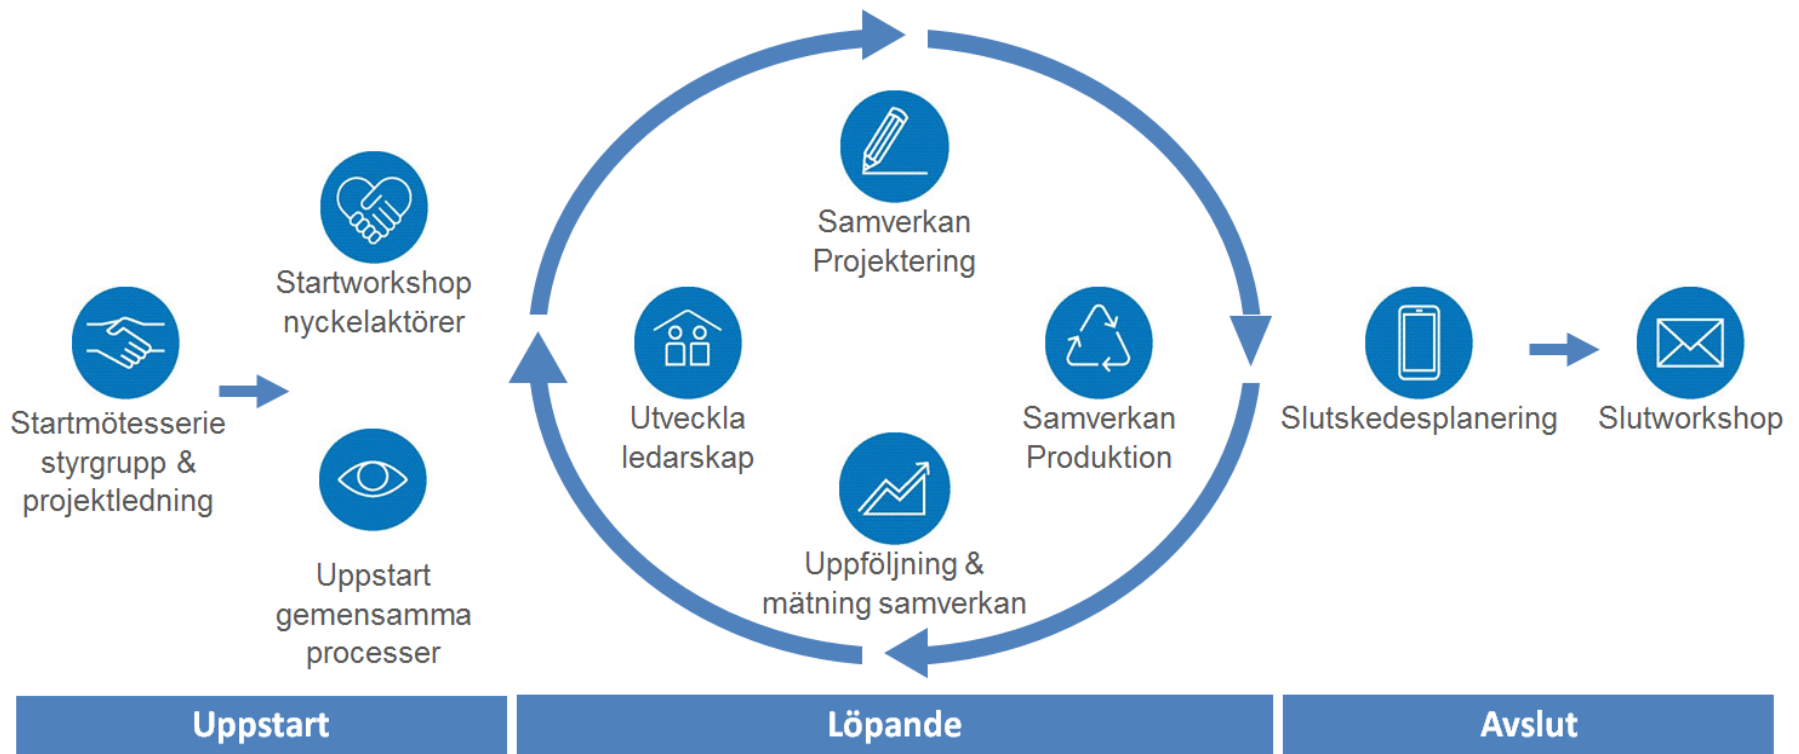 Startmötesserie
styrgrupp &
projektledning
Startworkshop
nyckelaktörer
Uppstart
gemensamma
processer
Samverkan
Projektering
Utveckla
ledarskap
Samverkan
Produktion
Uppföljning &
mätning samverkan
Slutskedesplanering
Slutworkshop
Uppstart
Löpande
Avslut